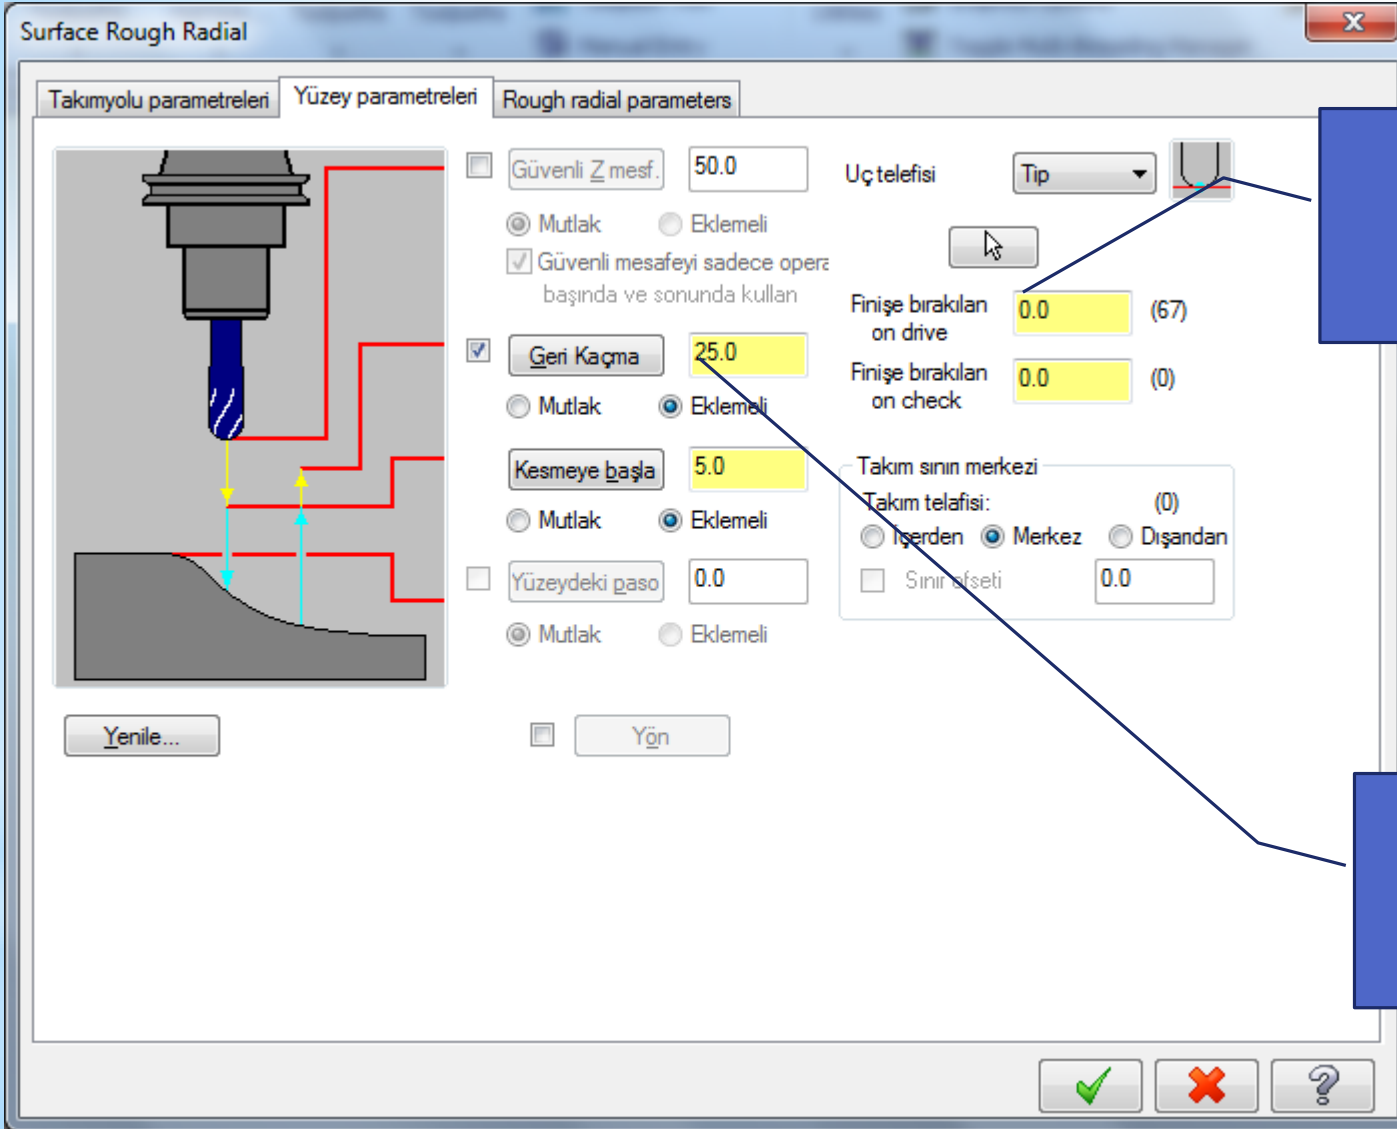 Surface Rough Radial
Takımyolu parametreleri
Yüzey parametreleri
Rough radial parameters
Güvenli Z mesf.
50.0
Mutlak
Eklemeli
Güvenli mesafeyi sadece opera
başında ve sonunda kullan
Geri Kaçma
25.0
Mutlak
Eklemeli
Kesmeye başla
5.0
Mutlak
Eklemeli
Yüzeydeki paso
0.0
Mutlak
Eklemeli
Uç telefisi
Tip
Finişe bırakılan
on drive
0.0
(67)
Finişe bırakılan
on check
0.0
(0)
Takım sınırı merkezi
Takım telafisi:
(0)
İçerden
Merkez
Dışarıdan
Sınır ofseti
0.0
Yenile...
Yön